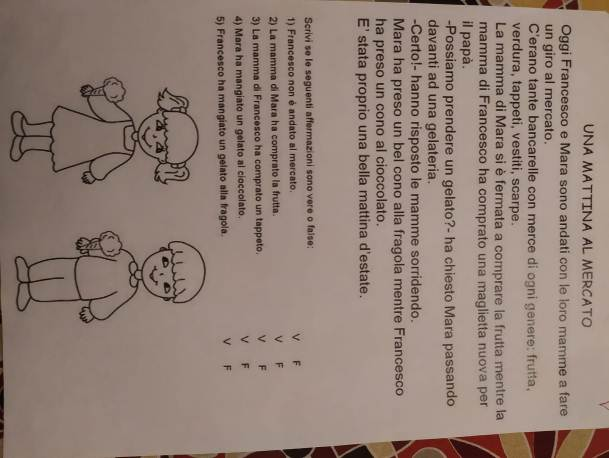 UNA MATTINA AL MERCATO
Oggi Francesco e Mara sono andati con le loro mamme a fare
un giro al mercato.
C'erano tante bancarelle con merce di ogni genere: frutta,
verdura, tappeti, vestiti, scarpe.
La mamma di Mara si è fermata a comprare la frutta mentre la
mamma di Francesco ha comprato una maglietta nuova per
il papà.
-Possiamo prendere un gelato?- ha chiesto Mara passando
davanti ad una gelateria.
-Certo!- hanno risposto le mamme sorridendo.
Mara ha preso un bel cono alla fragola mentre Francesco
ha preso un cono al cioccolato.
E' stata proprio una bella mattina d'estate.
Scrivi se le seguenti affermazioni sono vere o false:
1) Francesco non è andato al mercato. V F
2) La mamma di Mara ha comprato la frutta. V F
3) La mamma di Francesco ha comprato un tappeto. V F
4) Mara ha mangiato un gelato al cioccolato. V F
5) Francesco ha mangiato un gelato alla fragola. V F